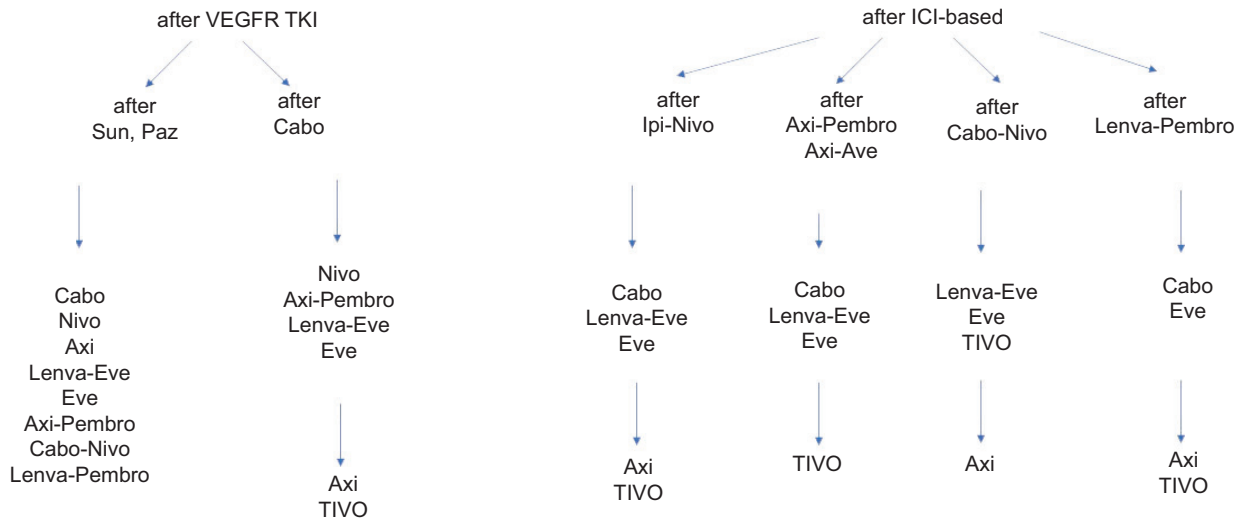 after VEGFR TKI
after
Sun, Paz
after
Cabo
Cabo
Nivo
Axi
Lenva-Eve
Eve
Axi-Pembro
Cabo-Nivo
Lenva-Pembro
Nivo
Axi-Pembro
Lenva-Eve
Eve
Axi
TIVO
after ICI-based
after
Ipi-Nivo
after
Axi-Pembro
Axi-Ave
after
Cabo-Nivo
after
Lenva-Pembro
Cabo
Lenva-Eve
Eve
Cabo
Lenva-Eve
Eve
Lenva-Eve
Eve
TIVO
Cabo
Eve
Axi
TIVO
TIVO
Axi
Axi
TIVO